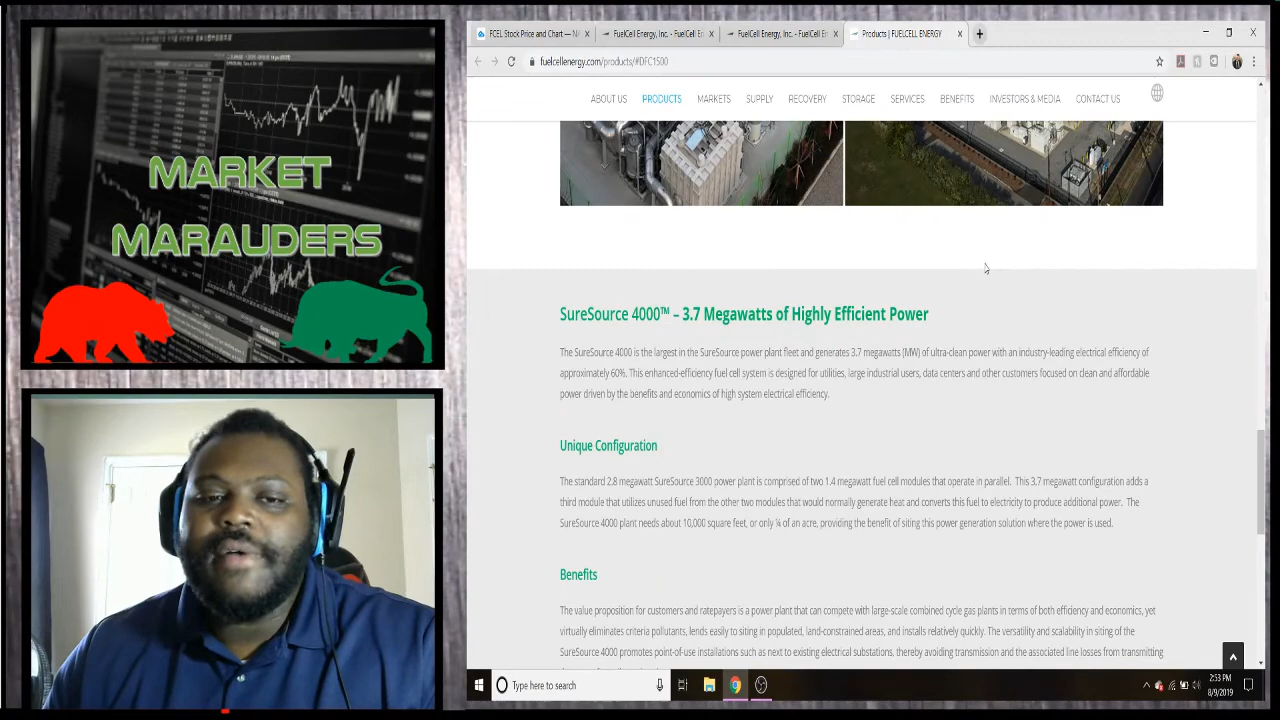 MARKET
MARAUDERS
FCEL Stock Price and Chart — NA
FuelCell Energy, Inc. - FuelCell En
FuelCell Energy, Inc. - FuelCell En
Products | FUELCELL ENERGY
fuelcellenergy.com/products/#DFC1500
ABOUT US PRODUCTS MARKETS SUPPLY RECOVERY STORAGE SERVICES BENEFITS INVESTORS & MEDIA CONTACT US
SureSource 4000™ – 3.7 Megawatts of Highly Efficient Power
The SureSource 4000 is the largest in the SureSource power plant fleet and generates 3.7 megawatts (MW) of ultra-clean power with an industry-leading electrical efficiency of
approximately 60%. This enhanced-efficiency fuel cell system is designed for utilities, large industrial users, data centers and other customers focused on clean and affordable
power driven by the benefits and economics of high system electrical efficiency.
Unique Configuration
The standard 2.8 megawatt SureSource 3000 power plant is comprised of two 1.4 megawatt fuel cell modules that operate in parallel. This 3.7 megawatt configuration adds a
third module that utilizes unused fuel from the other two modules that would normally generate heat and converts this fuel to electricity to produce additional power. The
SureSource 4000 plant needs about 10,000 square feet, or only ¼ of an acre, providing the benefit of siting this power generation solution where the power is used.
Benefits
The value proposition for customers and ratepayers is a power plant that can compete with large-scale combined cycle gas plants in terms of both efficiency and economics, yet
virtually eliminates criteria pollutants, lends easily to siting in populated, land-constrained areas, and installs relatively quickly. The versatility and scalability in siting of the
SureSource 4000 promotes point-of-use installations such as next to existing electrical substations, thereby avoiding transmission and the associated line losses from transmitting
Type here to search
2:53 PM
8/9/2019